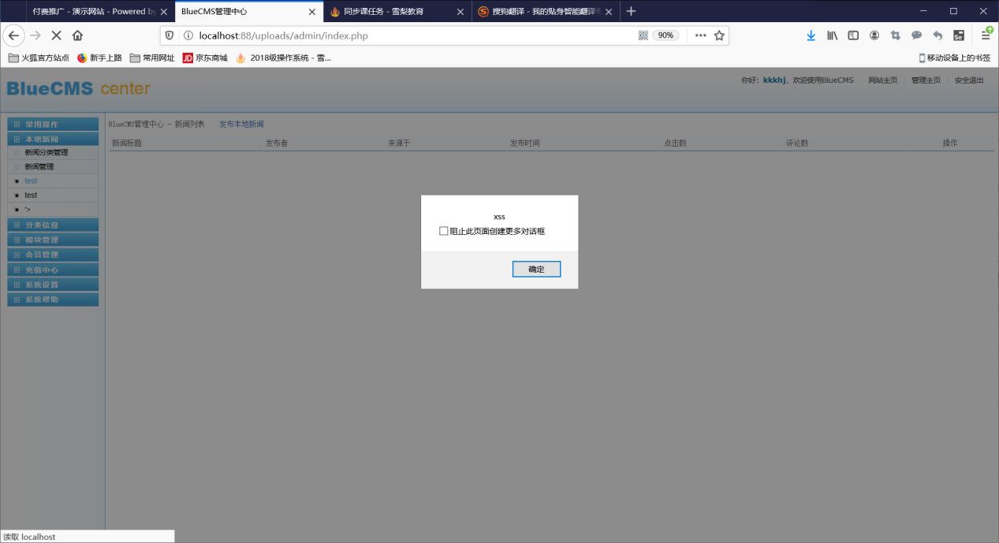 付费推广 - 演示网站 - Powered by
BlueCMS管理中心
同步课任务 - 雪梨教育
搜狗翻译 - 我的贴身智能翻译
localhost:88/uploads/admin/index.php
90%
火狐官方站点
新手上路
常用网址
JD 京东商城
2018级操作系统 - 雪...
移动设备上的书签
BlueCMS center
你好：kkkhj，欢迎使用BlueCMS 网站主页 管理主页 安全退出
常用操作
本地新闻
新闻分类管理
新闻管理
test
test
'>
分类信息
模块管理
会员管理
充值中心
系统设置
系统帮助
BlueCMS管理中心 - 新闻列表 发布本地新闻
新闻标题 发布者 来源于 发布时间 点击数 评论数 操作
xss
阻止此页面创建更多对话框
确定
读取 localhost